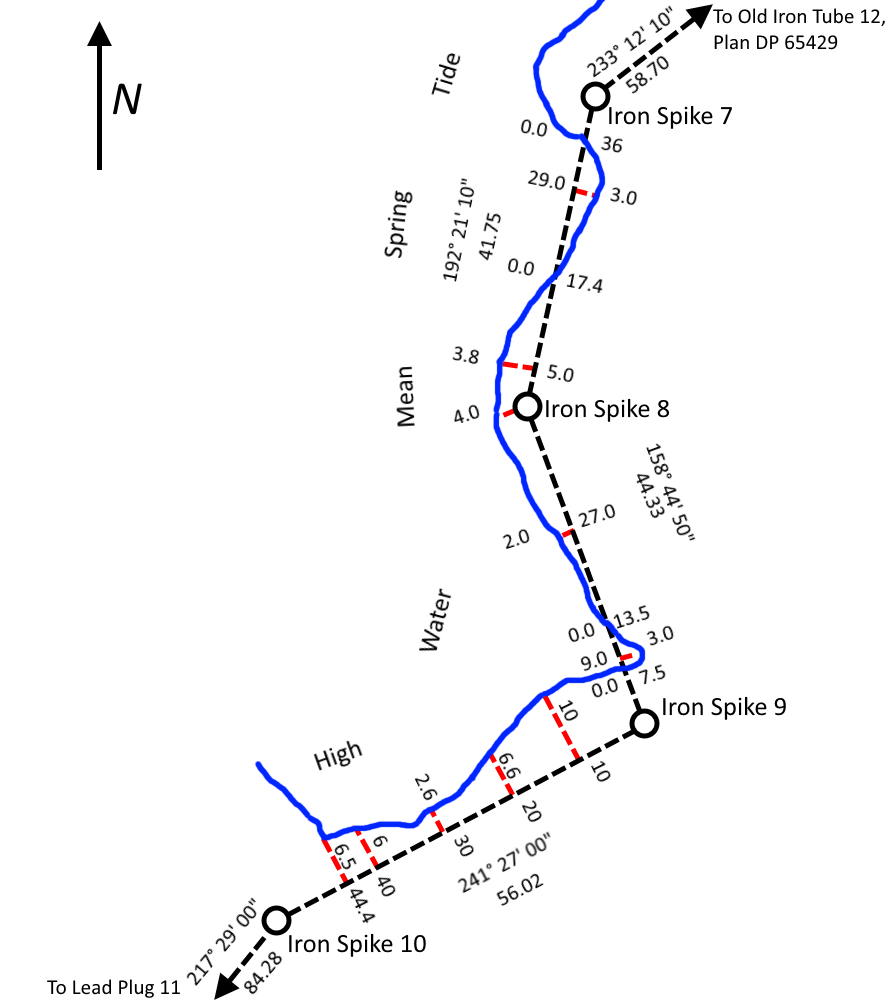 To Old Iron Tube 12,
Plan DP 65429
233° 12' 10"
58.70
N
Tide
Iron Spike 7
0.0
36
29.0
3.0
Spring
192° 21' 10"
41.75
0.0
17.4
3.8
5.0
Mean
4.0
Iron Spike 8
158° 44' 50"
44.33
27.0
2.0
Water
0.0
13.5
3.0
9.0
7.5
0.0
Iron Spike 9
10
10
High
6.6
20
2.6
30
241° 27' 00"
56.02
6
40
6.5
44.4
Iron Spike 10
217° 29' 00"
84.28
To Lead Plug 11